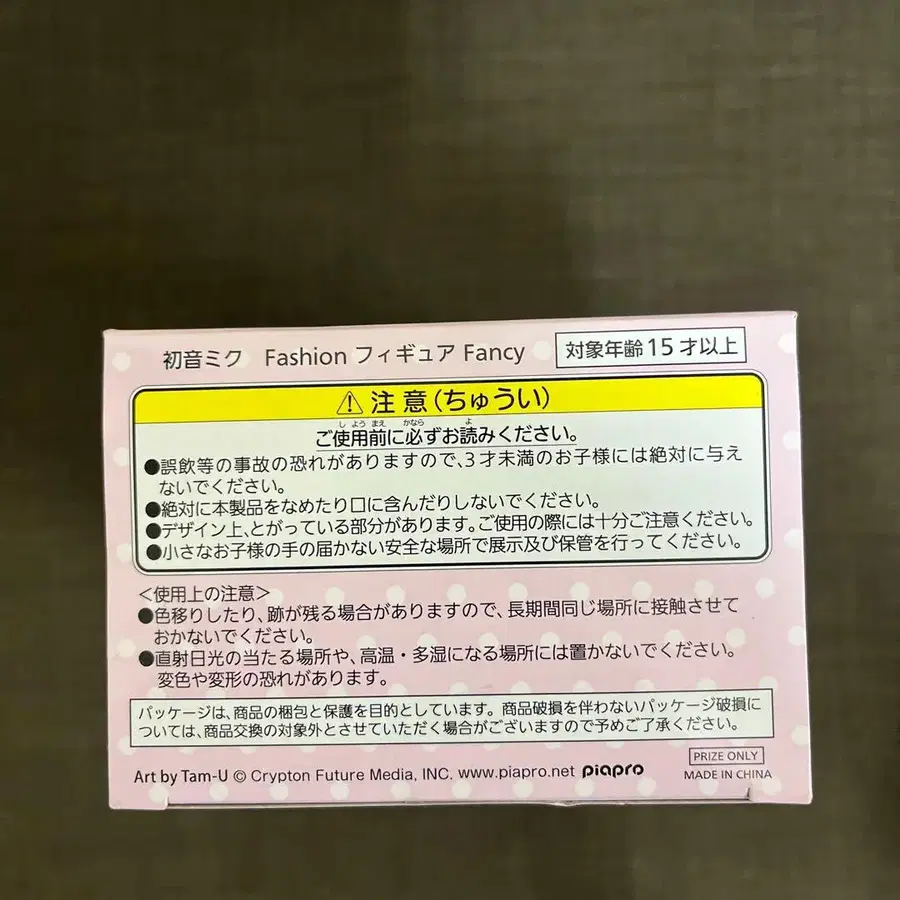 初音ミク Fashion フィギュア Fancy 対象年齢 15 才以上
⚠ 注意(ちゅうい)
ご使用前に必ずお読みください。
しようまえ かなら よ
●誤飲等の事故の恐れがありますので、3才未満のお子様には絶対に与え
ないでください。
●絶対に本製品をなめたり口に含んだりしないでください。
●デザイン上、とがっている部分があります。ご使用の際には十分ご注意ください。
●小さなお子様の手の届かない安全な場所で展示及び保管を行ってください。
<使用上の注意>
●色移りしたり、跡が残る場合がありますので、長期間同じ場所に接触させて
おかないでください。
●直射日光の当たる場所や、高温・多湿になる場所には置かないでください。
変色や変形の恐れがあります。
パッケージは、商品の梱包と保護を目的としています。商品破損を伴わないパッケージ破損に
ついては、商品交換の対象外とさせていただく場合がございますので予めご了承ください。
PRIZE ONLY
Art by Tam-U © Crypton Future Media, INC. www.piapro.net piapro MADE IN CHINA